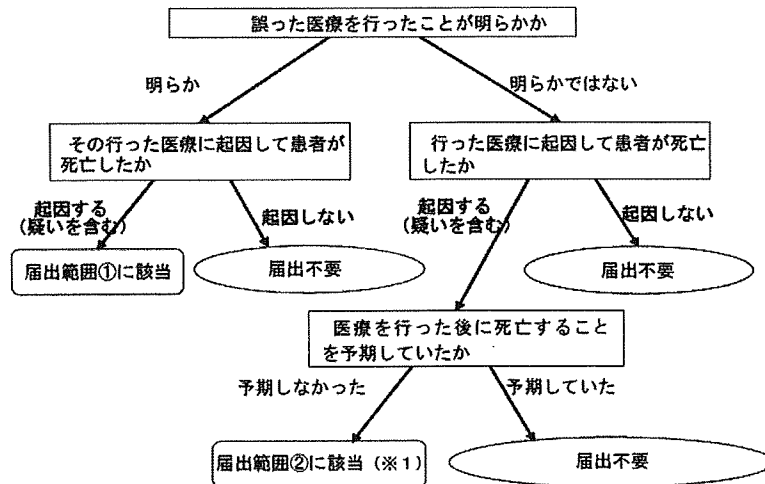 誤った医療を行ったことが明らかか
明らか
明らかではない
その行った医療に起因して患者が
死亡したか
行った医療に起因して患者が死亡
したか
起因する
(疑いを含む)
起因しない
起因する
(疑いを含む)
起因しない
届出範囲①に該当
届出不要
届出不要
医療を行った後に死亡すること
を予期していたか
予期しなかった
予期していた
届出範囲②に該当(※1)
届出不要